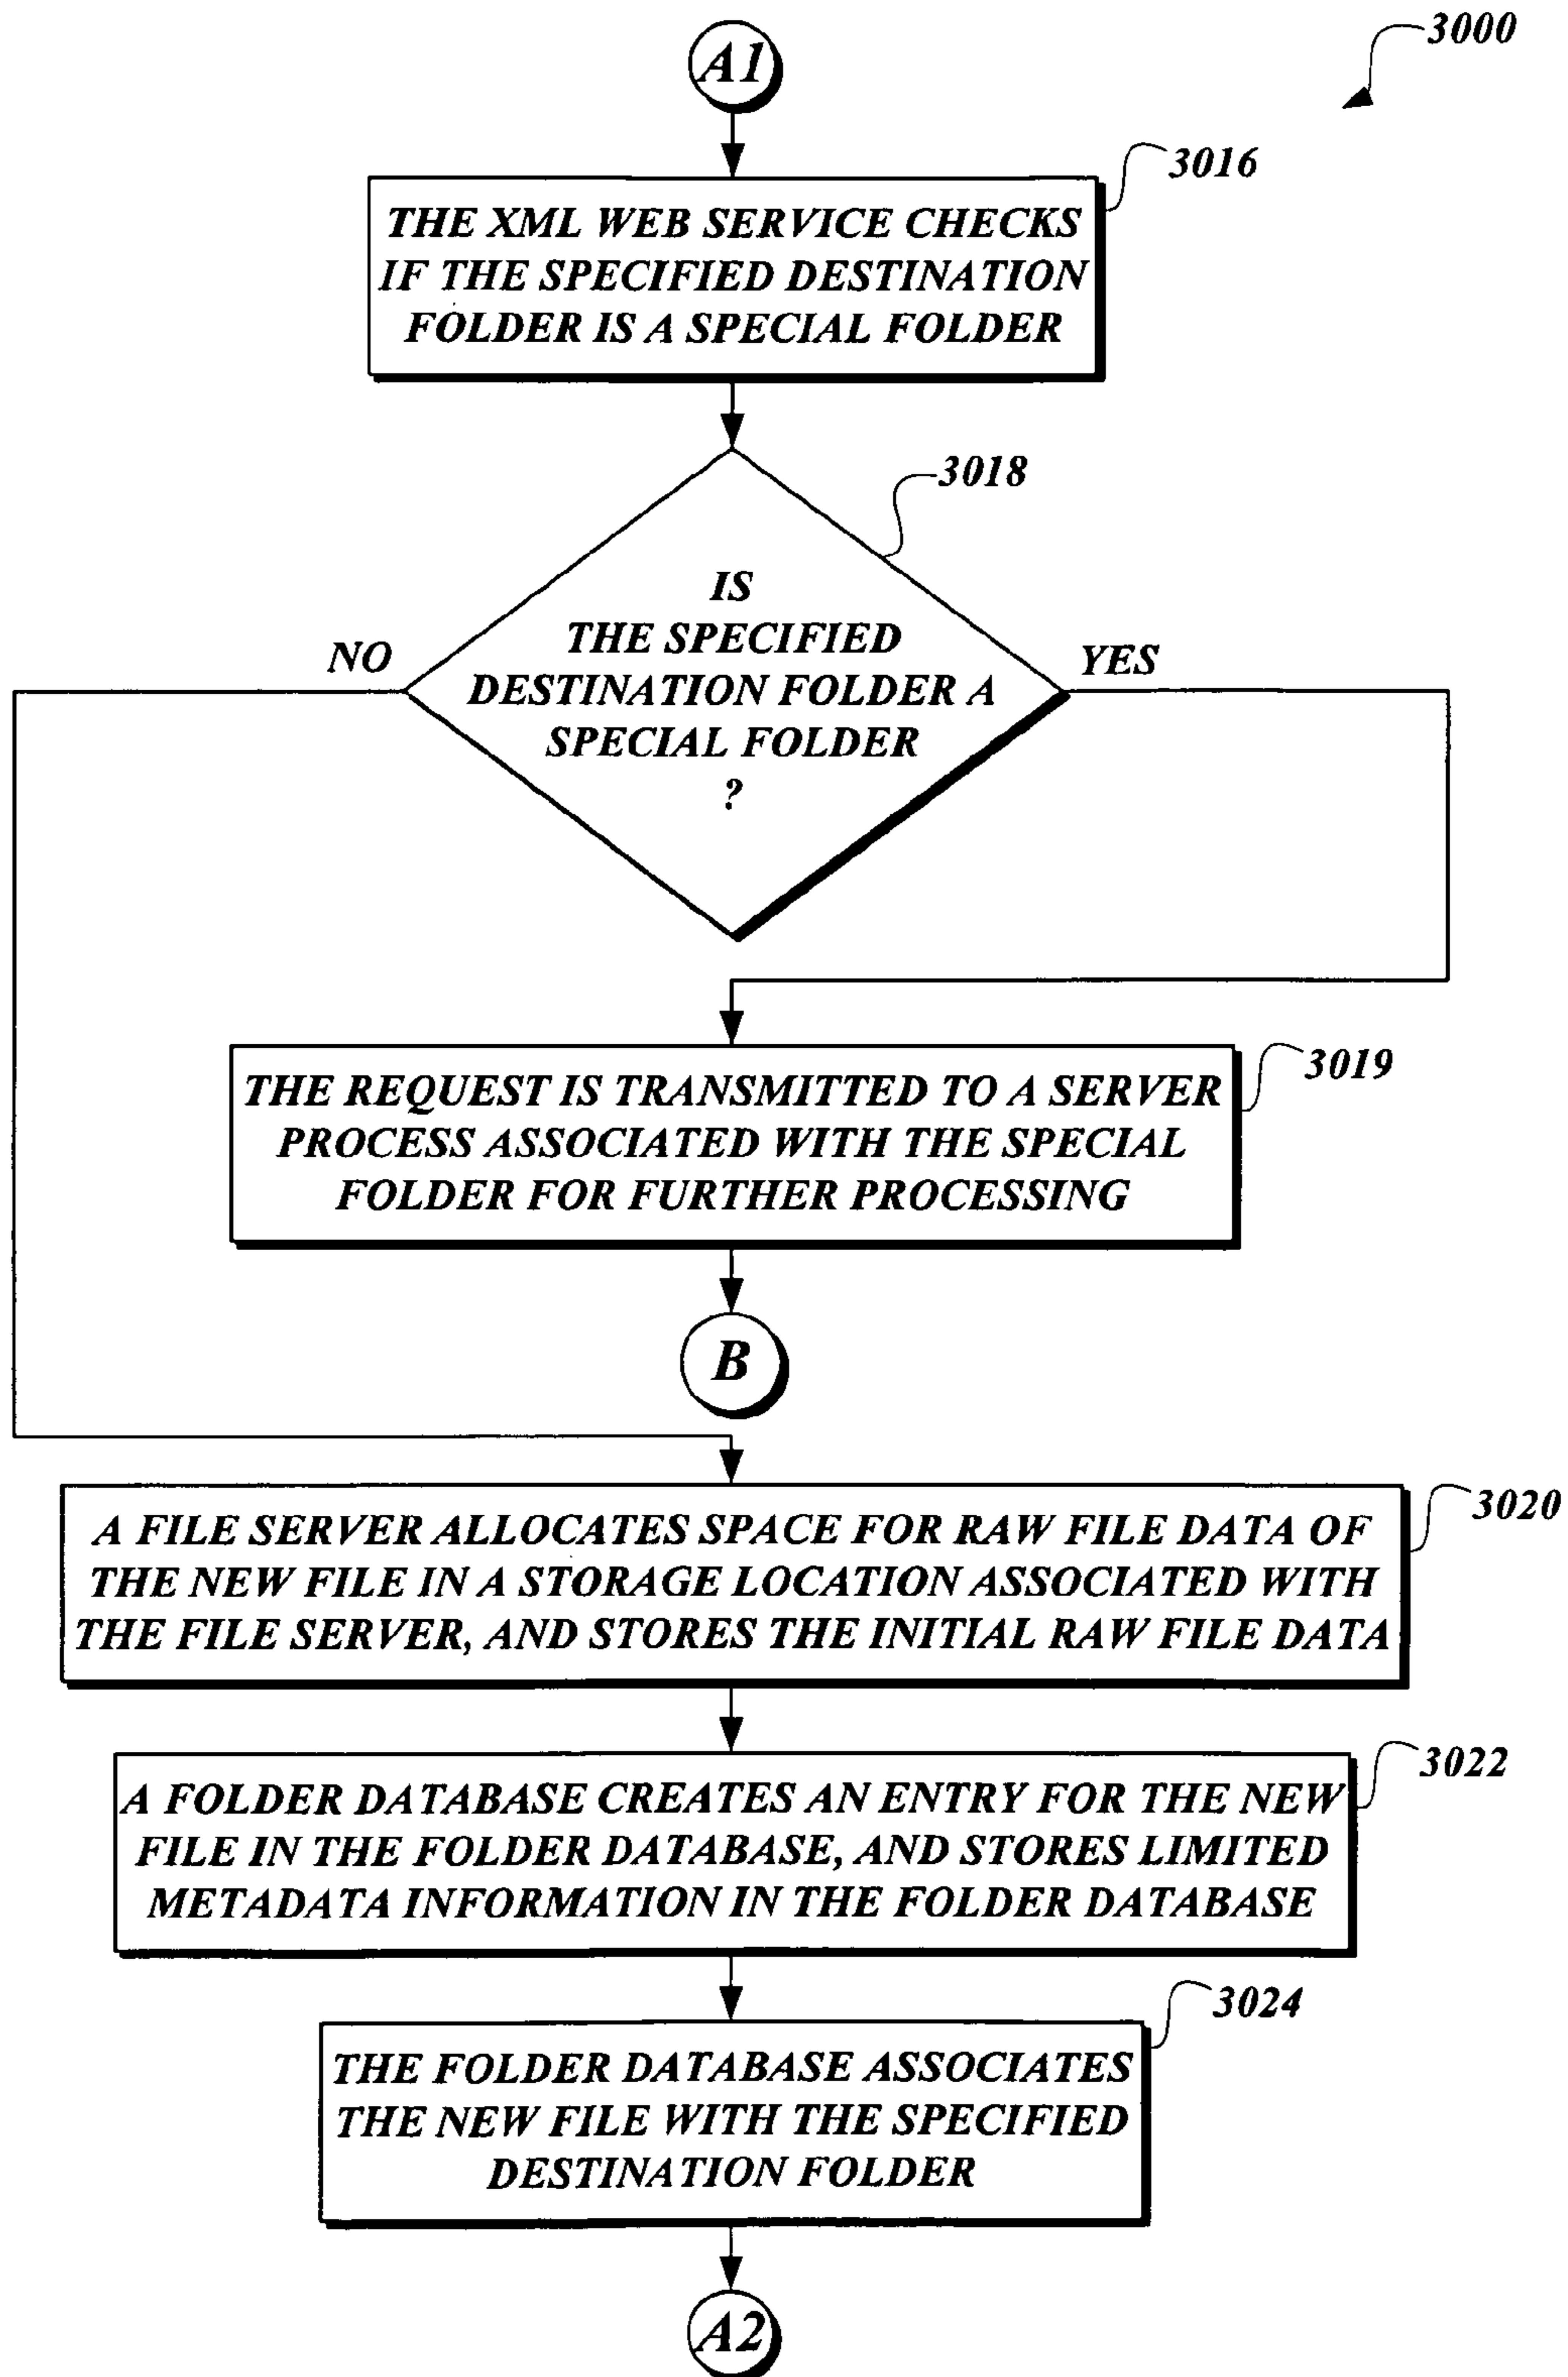 A1
3000
3016
THE XML WEB SERVICE CHECKS
IF THE SPECIFIED DESTINATION
FOLDER IS A SPECIAL FOLDER
3018
IS
THE SPECIFIED
DESTINATION FOLDER A
SPECIAL FOLDER
?
NO
YES
3019
THE REQUEST IS TRANSMITTED TO A SERVER
PROCESS ASSOCIATED WITH THE SPECIAL
FOLDER FOR FURTHER PROCESSING
B
3020
A FILE SERVER ALLOCATES SPACE FOR RAW FILE DATA OF
THE NEW FILE IN A STORAGE LOCATION ASSOCIATED WITH
THE FILE SERVER, AND STORES THE INITIAL RAW FILE DATA
3022
A FOLDER DATABASE CREATES AN ENTRY FOR THE NEW
FILE IN THE FOLDER DATABASE, AND STORES LIMITED
METADATA INFORMATION IN THE FOLDER DATABASE
3024
THE FOLDER DATABASE ASSOCIATES
THE NEW FILE WITH THE SPECIFIED
DESTINATION FOLDER
A2